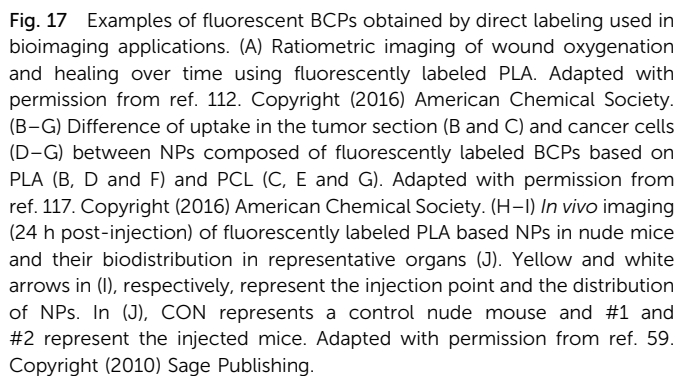 Fig. 17 Examples of fluorescent BCPs obtained by direct labeling used in
bioimaging applications. (A) Ratiometric imaging of wound oxygenation
and healing over time using fluorescently labeled PLA. Adapted with
permission from ref. 112. Copyright (2016) American Chemical Society.
(B–G) Difference of uptake in the tumor section (B and C) and cancer cells
(D–G) between NPs composed of fluorescently labeled BCPs based on
PLA (B, D and F) and PCL (C, E and G). Adapted with permission from
ref. 117. Copyright (2016) American Chemical Society. (H–I) In vivo imaging
(24 h post-injection) of fluorescently labeled PLA based NPs in nude mice
and their biodistribution in representative organs (J). Yellow and white
arrows in (I), respectively, represent the injection point and the distribution
of NPs. In (J), CON represents a control nude mouse and #1 and
#2 represent the injected mice. Adapted with permission from ref. 59.
Copyright (2010) Sage Publishing.